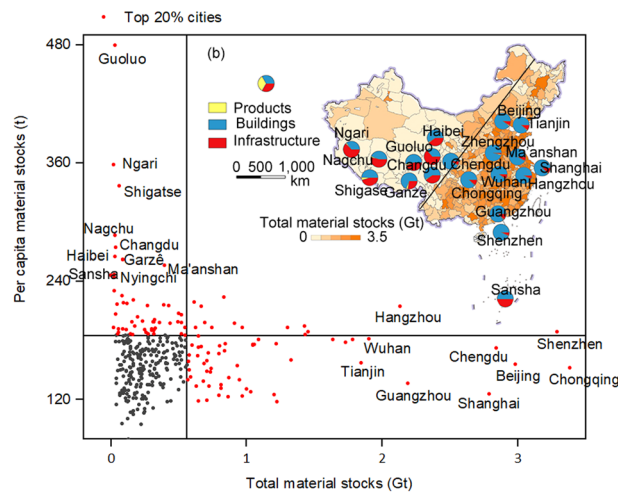 Top 20% cities
480
360
240
120
Per capita material stocks (t)
0
1
2
3
Total material stocks (Gt)
(b)
Products
Buildings
Infrastructure
0 500 1,000
km
Total material stocks (Gt)
0
3.5
Beijing
Tianjin
Zhengzhou
Ma'anshan
Shanghai
Hangzhou
Wuhan
Chengdu
Chongqing
Guangzhou
Shenzhen
Sansha
Haibei
Guoluo
Changdu
Ngari
Nagchu
Shigase
Ganze
Guoluo
Ngari
Shigatse
Nagchu
Changdu
Haibei
Garzê
Sansha
Nyingchi
Ma'anshan
Hangzhou
Shenzhen
Wuhan
Tianjin
Chengdu
Beijing
Chongqing
Guangzhou
Shanghai